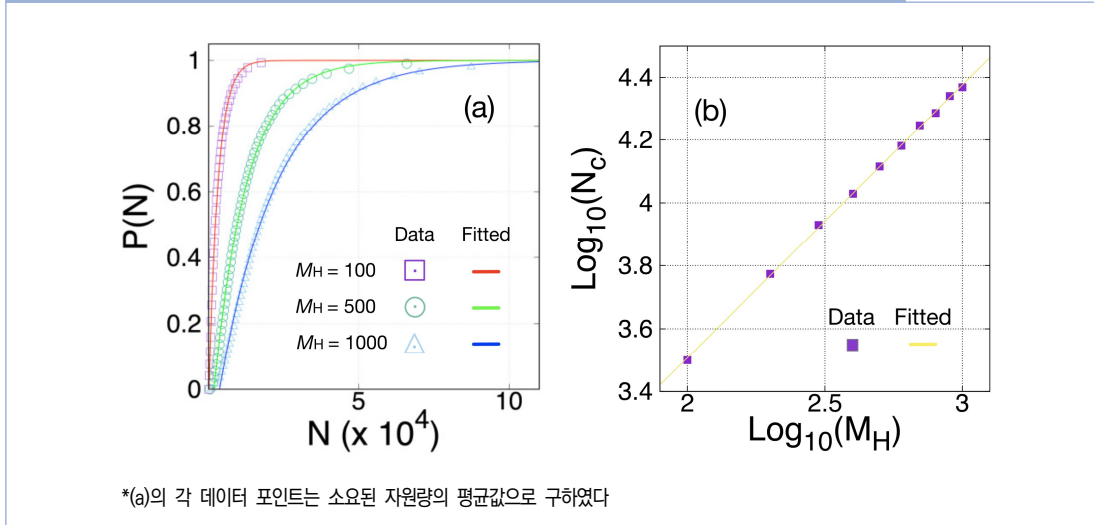 (a)
P(N)
1
0.8
0.6
0.4
0.2
0
Data Fitted
MH = 100
MH = 500
MH = 1000
5 10
N (x 10⁴)
(b)
Log₁₀(N_C)
4.4
4.2
4
3.8
3.6
3.4
Data Fitted
2 2.5 3
Log₁₀(M_H)
*(a)의 각 데이터 포인트는 소요된 자원량의 평균값으로 구하였다